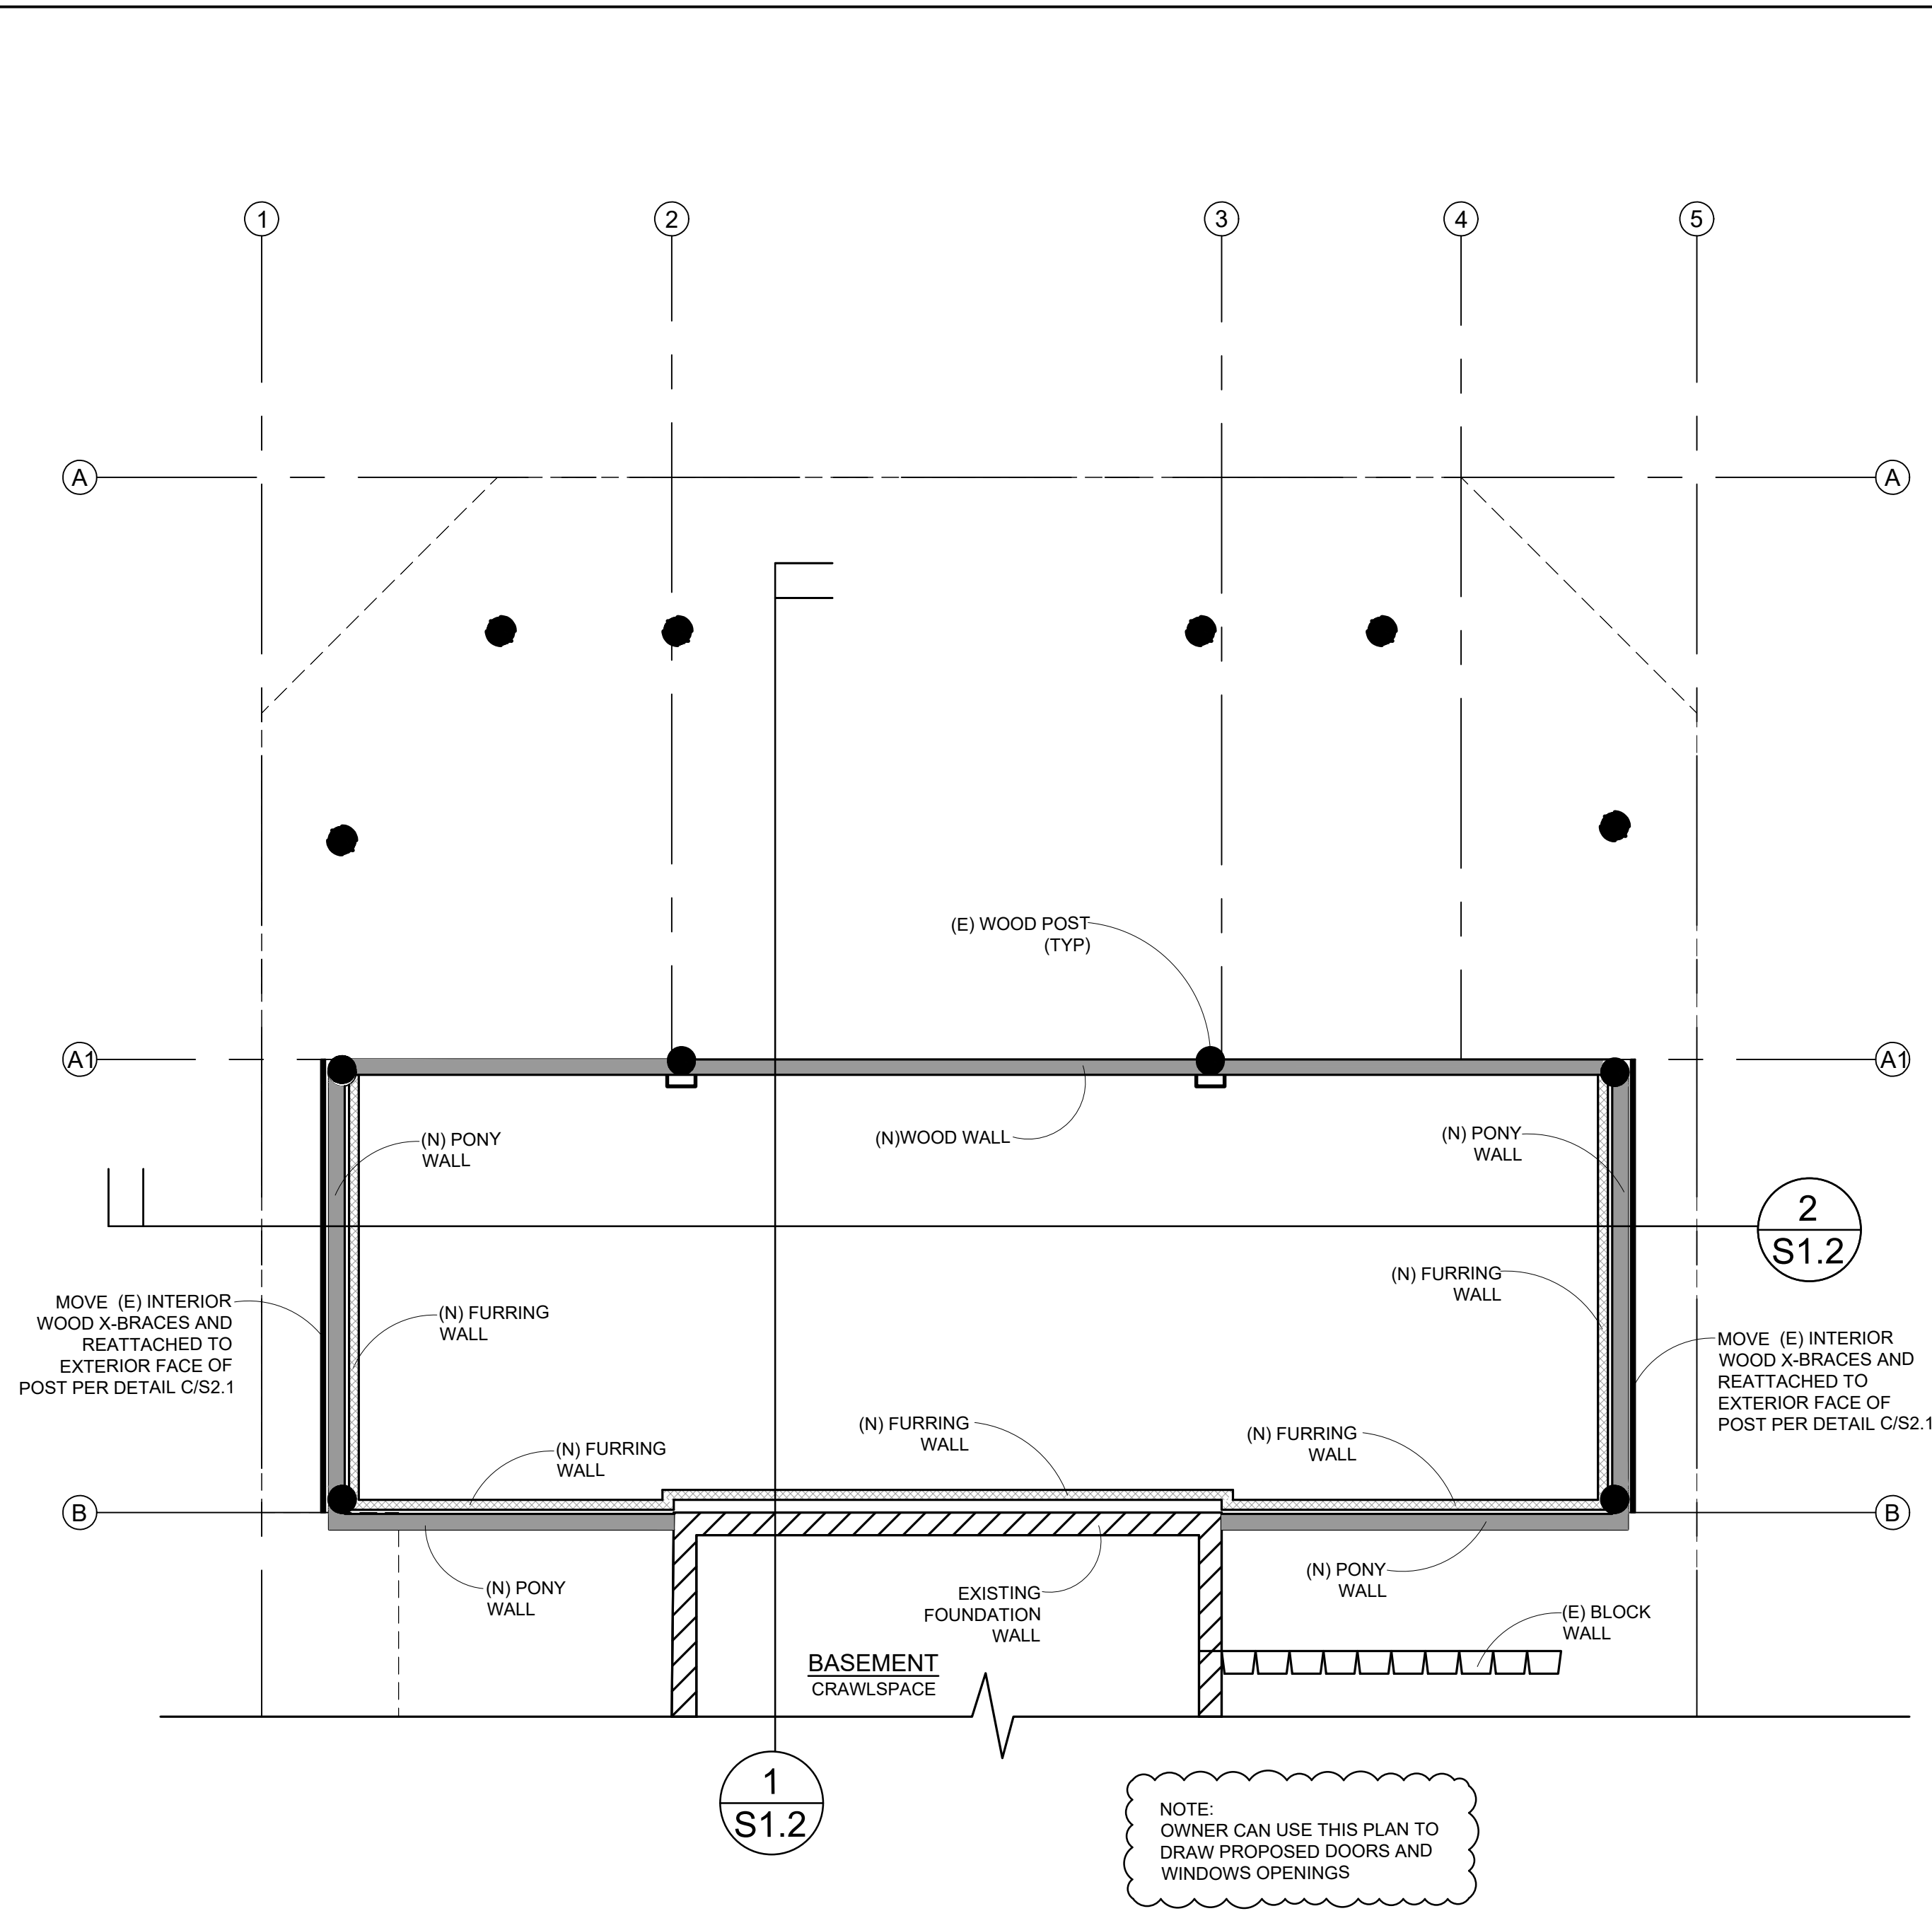 1
2
3
4
5
A
A
(E) WOOD POST
(TYP)
A1
A1
(N) PONY
WALL
(N)WOOD WALL
(N) PONY
WALL
2
S1.2
MOVE (E) INTERIOR
WOOD X-BRACES AND
REATTACHED TO
EXTERIOR FACE OF
POST PER DETAIL C/S2.1
(N) FURRING
WALL
(N) FURRING
WALL
MOVE (E) INTERIOR
WOOD X-BRACES AND
REATTACHED TO
EXTERIOR FACE OF
POST PER DETAIL C/S2.1
(N) FURRING
WALL
(N) FURRING
WALL
(N) FURRING
WALL
B
B
(N) PONY
WALL
EXISTING
FOUNDATION
WALL
(N) PONY
WALL
(E) BLOCK
WALL
BASEMENT
CRAWLSPACE
1
S1.2
NOTE:
OWNER CAN USE THIS PLAN TO
DRAW PROPOSED DOORS AND
WINDOWS OPENINGS